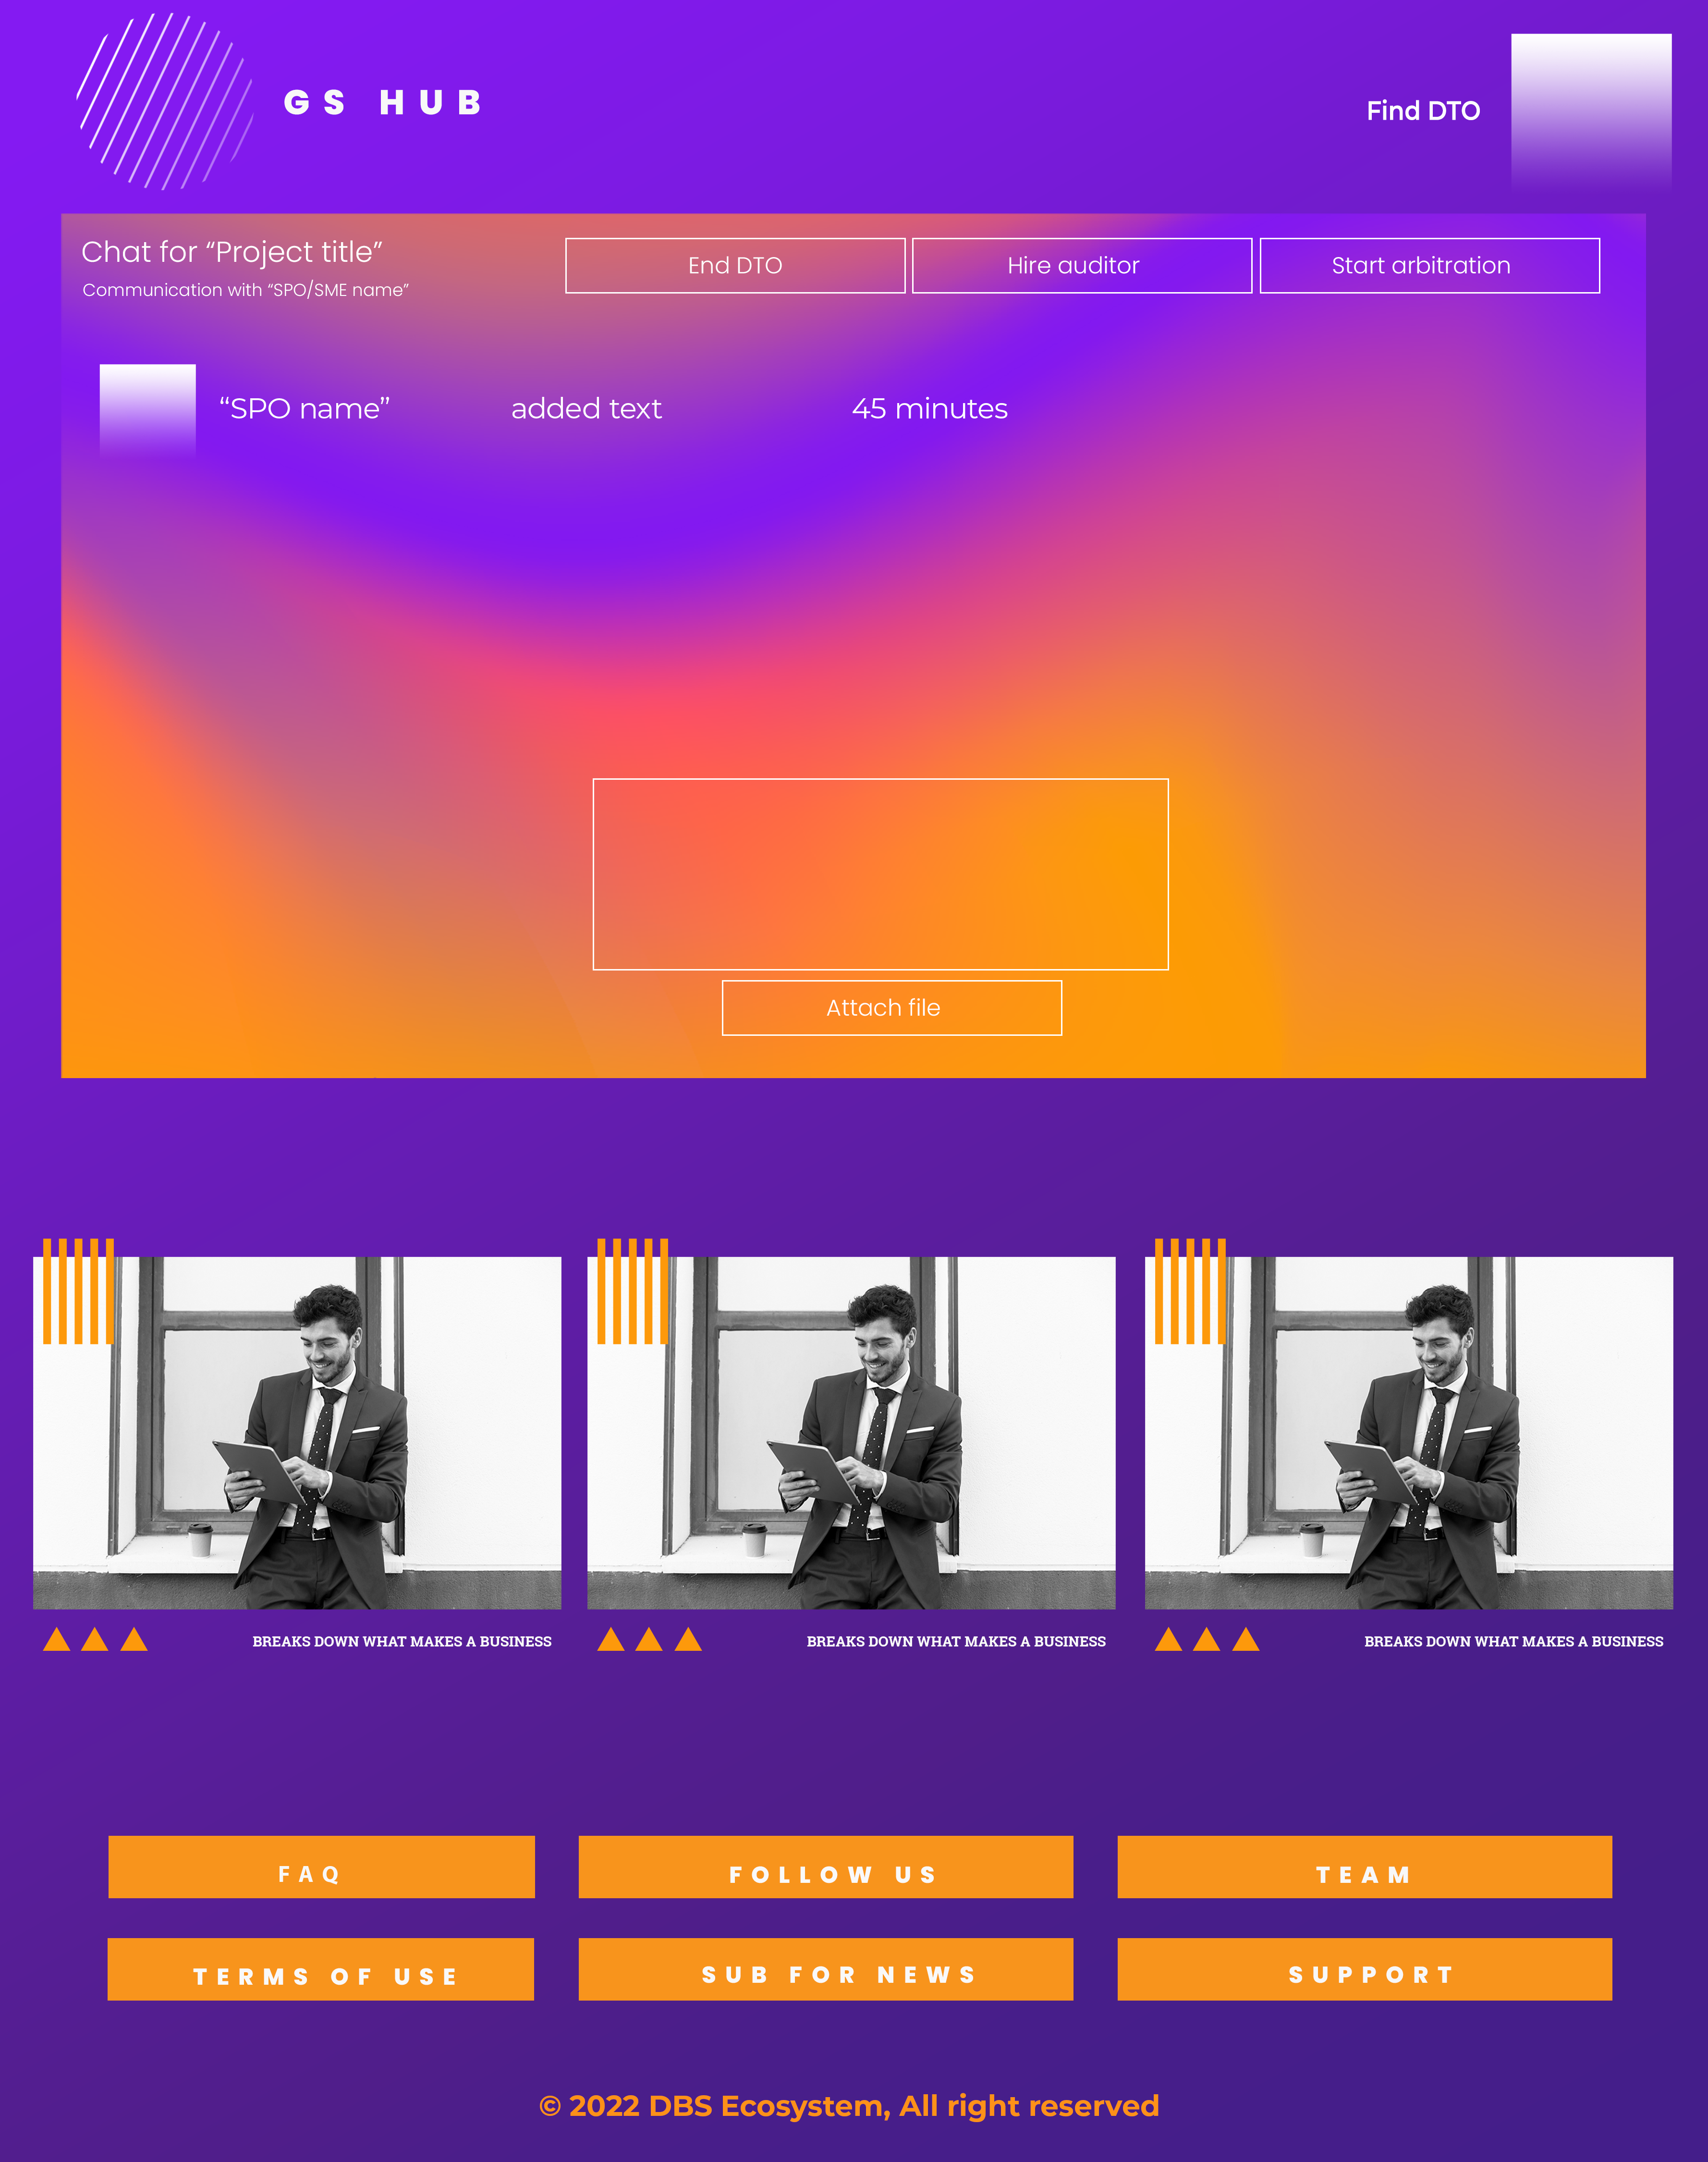 GS HUB
Find DTO
Chat for “Project title”
Communication with “SPO/SME name”
End DTO
Hire auditor
Start arbitration
“SPO name” added text 45 minutes
Attach file
BREAKS DOWN WHAT MAKES A BUSINESS
BREAKS DOWN WHAT MAKES A BUSINESS
BREAKS DOWN WHAT MAKES A BUSINESS
FAQ
FOLLOW US
TEAM
TERMS OF USE
SUB FOR NEWS
SUPPORT
© 2022 DBS Ecosystem, All right reserved